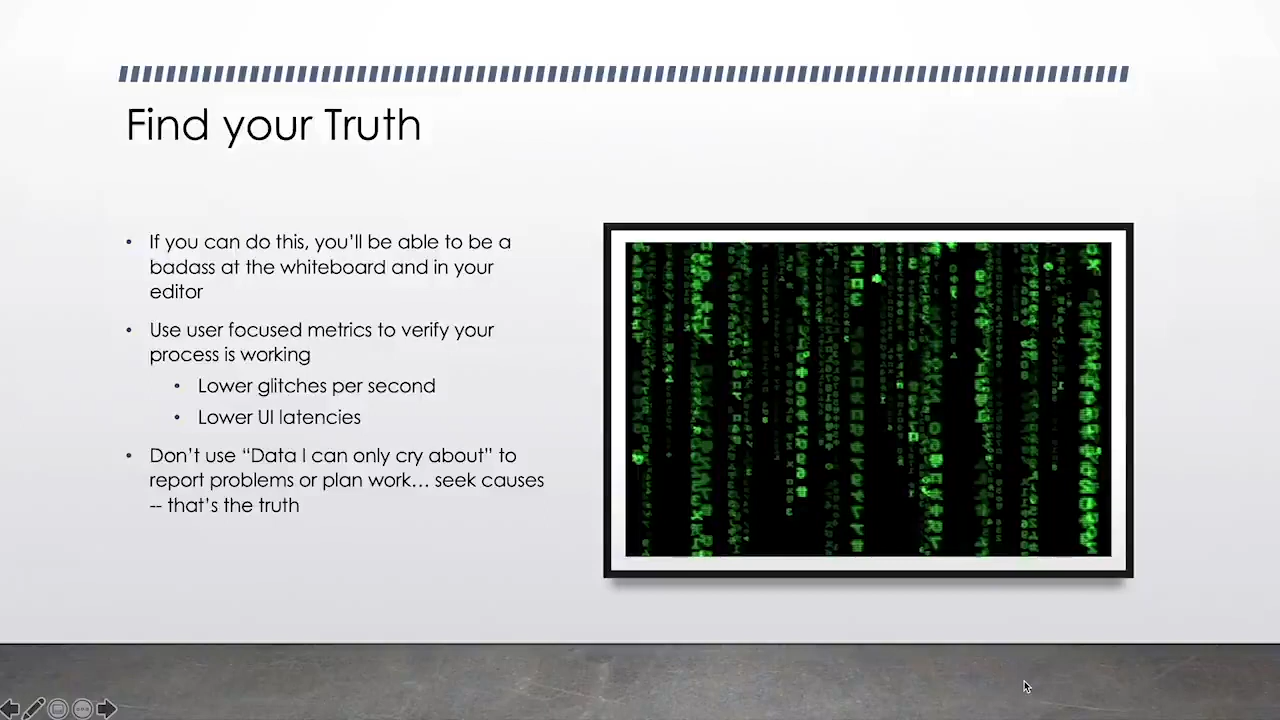 Find your Truth
• If you can do this, you'll be able to be a
badass at the whiteboard and in your
editor
• Use user focused metrics to verify your
process is working
• Lower glitches per second
• Lower UI latencies
• Don't use “Data I can only cry about” to
report problems or plan work… seek causes
-- that's the truth